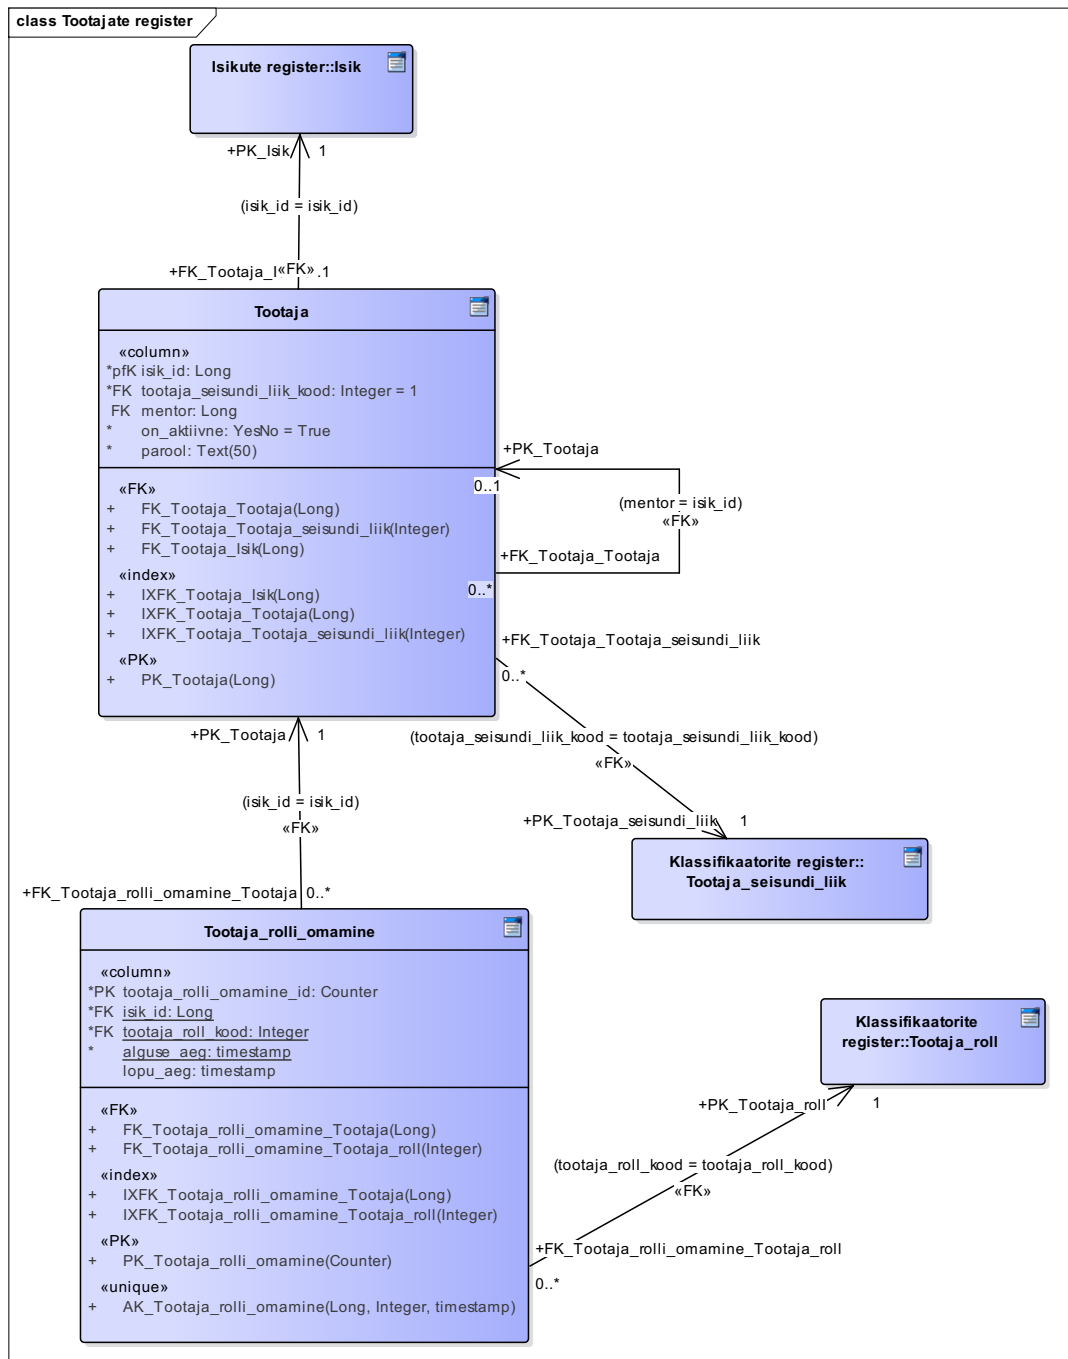 class Tootajate register
Isikute register::Isik
+PK_Isik
1
(isik_id = isik_id)
+FK_Tootaja_I
«FK»
.1
Tootaja
«column»
*pfK isik_id: Long
*FK tootaja_seisundi_liik_kood: Integer = 1
FK mentor: Long
* on_aktiivne: YesNo = True
* parool: Text(50)
«FK»
+ FK_Tootaja_Tootaja(Long)
+ FK_Tootaja_Tootaja_seisundi_liik(Integer)
+ FK_Tootaja_Isik(Long)
«index»
+ IXFK_Tootaja_Isik(Long)
+ IXFK_Tootaja_Tootaja(Long)
+ IXFK_Tootaja_Tootaja_seisundi_liik(Integer)
«PK»
+ PK_Tootaja(Long)
+PK_Tootaja
0..1
(mentor = isik_id)
«FK»
+FK_Tootaja_Tootaja
0..*
+FK_Tootaja_Tootaja_seisundi_liik
0..*
(tootaja_seisundi_liik_kood = tootaja_seisundi_liik_kood)
«FK»
+PK_Tootaja_seisundi_liik
1
Klassifikaatorite register::
Tootaja_seisundi_liik
+PK_Tootaja
1
(isik_id = isik_id)
«FK»
+FK_Tootaja_rolli_omamine_Tootaja
0..*
Tootaja_rolli_omamine
«column»
*PK tootaja_rolli_omamine_id: Counter
*FK isik_id: Long
*FK tootaja_roll_kood: Integer
* alguse_aeg: timestamp
lopu_aeg: timestamp
«FK»
+ FK_Tootaja_rolli_omamine_Tootaja(Long)
+ FK_Tootaja_rolli_omamine_Tootaja_roll(Integer)
«index»
+ IXFK_Tootaja_rolli_omamine_Tootaja(Long)
+ IXFK_Tootaja_rolli_omamine_Tootaja_roll(Integer)
«PK»
+ PK_Tootaja_rolli_omamine(Counter)
«unique»
+ AK_Tootaja_rolli_omamine(Long, Integer, timestamp)
Klassifikaatorite
register::Tootaja_roll
+PK_Tootaja_roll
1
(tootaja_roll_kood = tootaja_roll_kood)
«FK»
+FK_Tootaja_rolli_omamine_Tootaja_roll
0..*